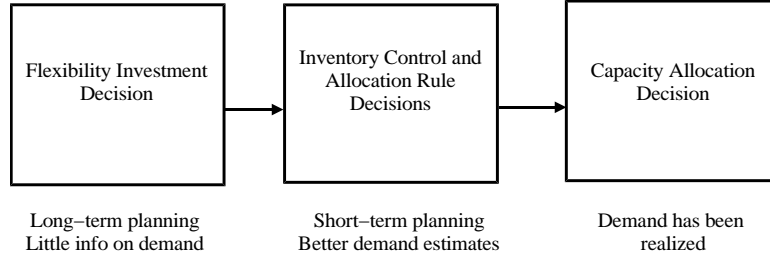 Flexibility Investment
Decision
Inventory Control and
Allocation Rule
Decisions
Capacity Allocation
Decision
Long−term planning
Little info on demand
Short−term planning
Better demand estimates
Demand has been
realized